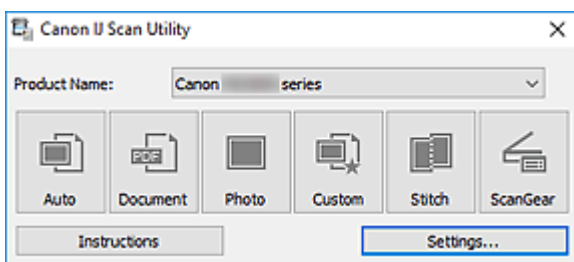 Canon IJ Scan Utility
Product Name: Canon series
PDF
Auto Document Photo Custom Stitch ScanGear
Instructions Settings...